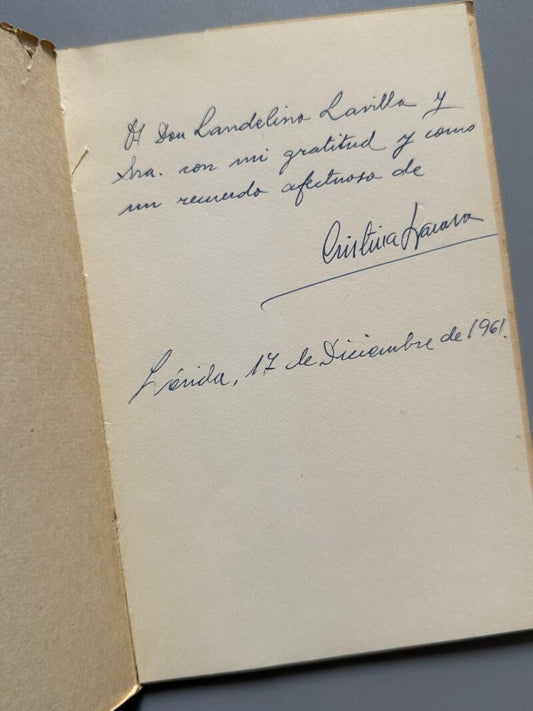 A Don Landelino Lavilla y
Sra. con mi gratitud y como
un recuerdo afectuoso de
Cristina Lacasa
Lérida, 17 de Diciembre de 1961.